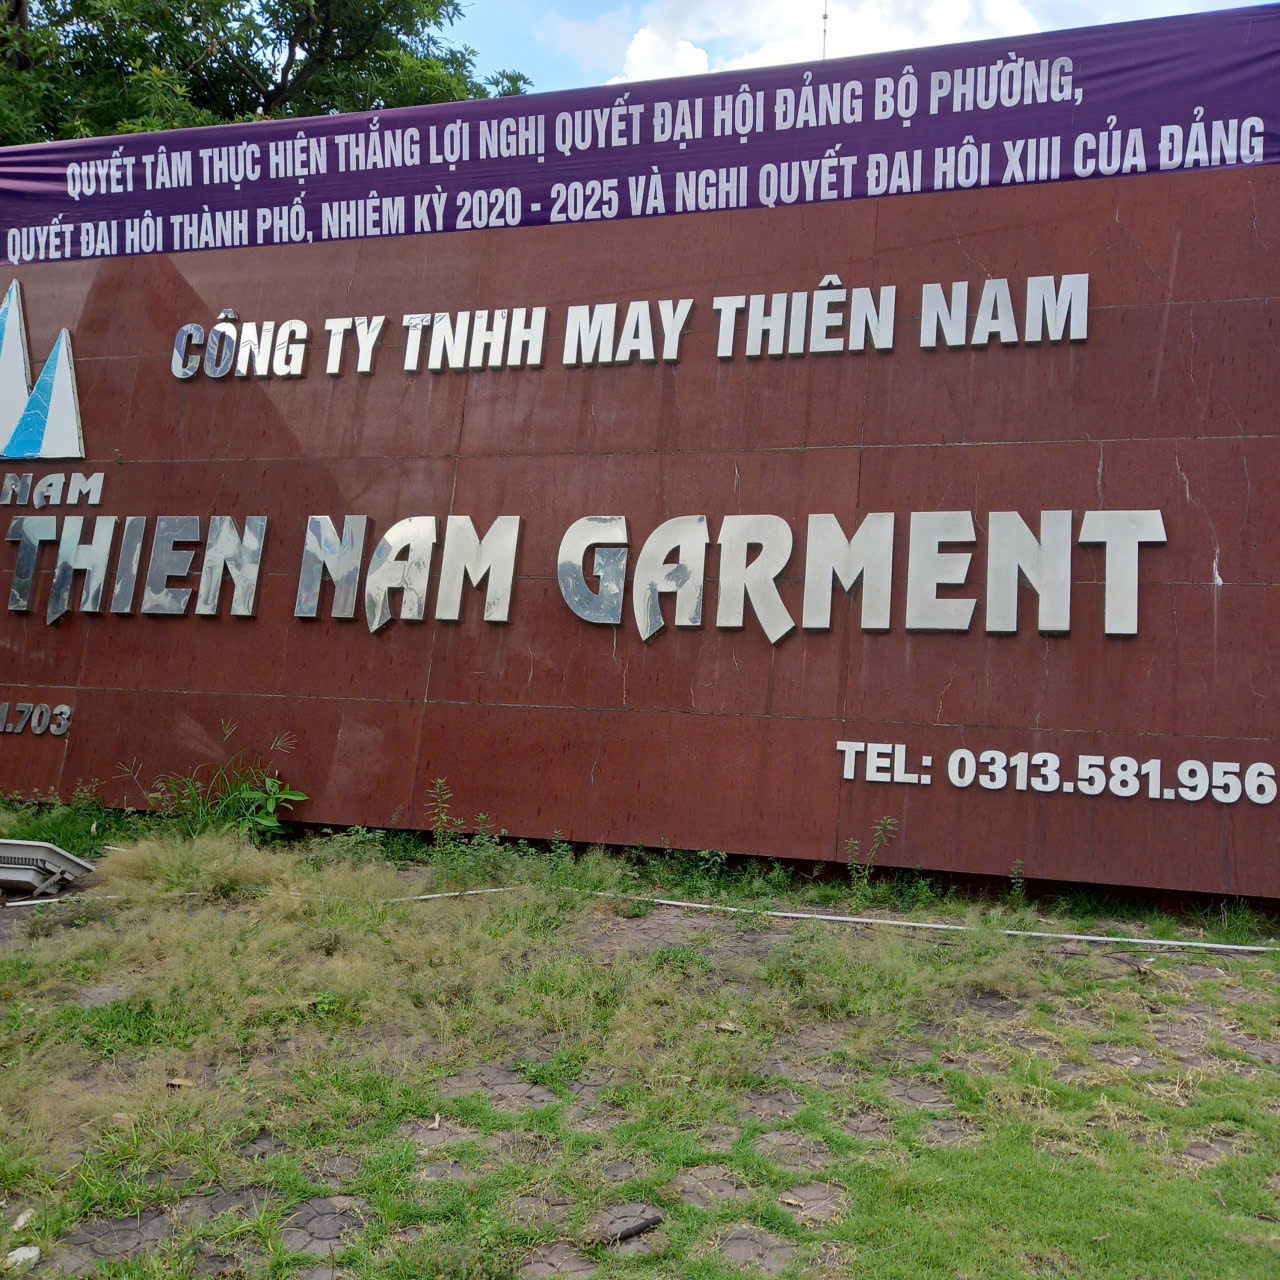 QUYẾT TÂM THỰC HIỆN THẮNG LỢI NGHỊ QUYẾT ĐẠI HỘI ĐẢNG BỘ PHƯỜNG,
QUYẾT ĐẠI HỘI THÀNH PHỐ, NHIỆM KỲ 2020 - 2025 VÀ NGHỊ QUYẾT ĐẠI HỘI XIII CỦA ĐẢNG
CÔNG TY TNHH MAY THIÊN NAM
NAM
THIEN NAM GARMENT
1.703
TEL: 0313.581.956